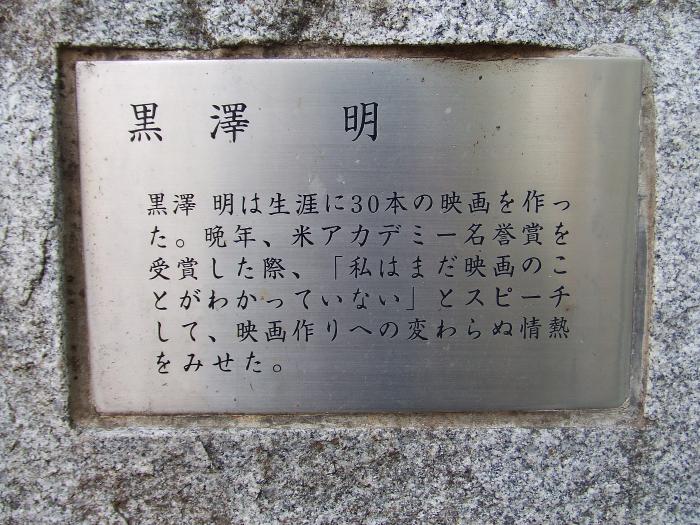 黒澤 明
黒澤 明は生涯に30本の映画を作っ
た。晩年、米アカデミー名誉賞を
受賞した際、「私はまだ映画のこ
とがわかっていない」とスピーチ
して、映画作りへの変わらぬ情熱
をみせた。